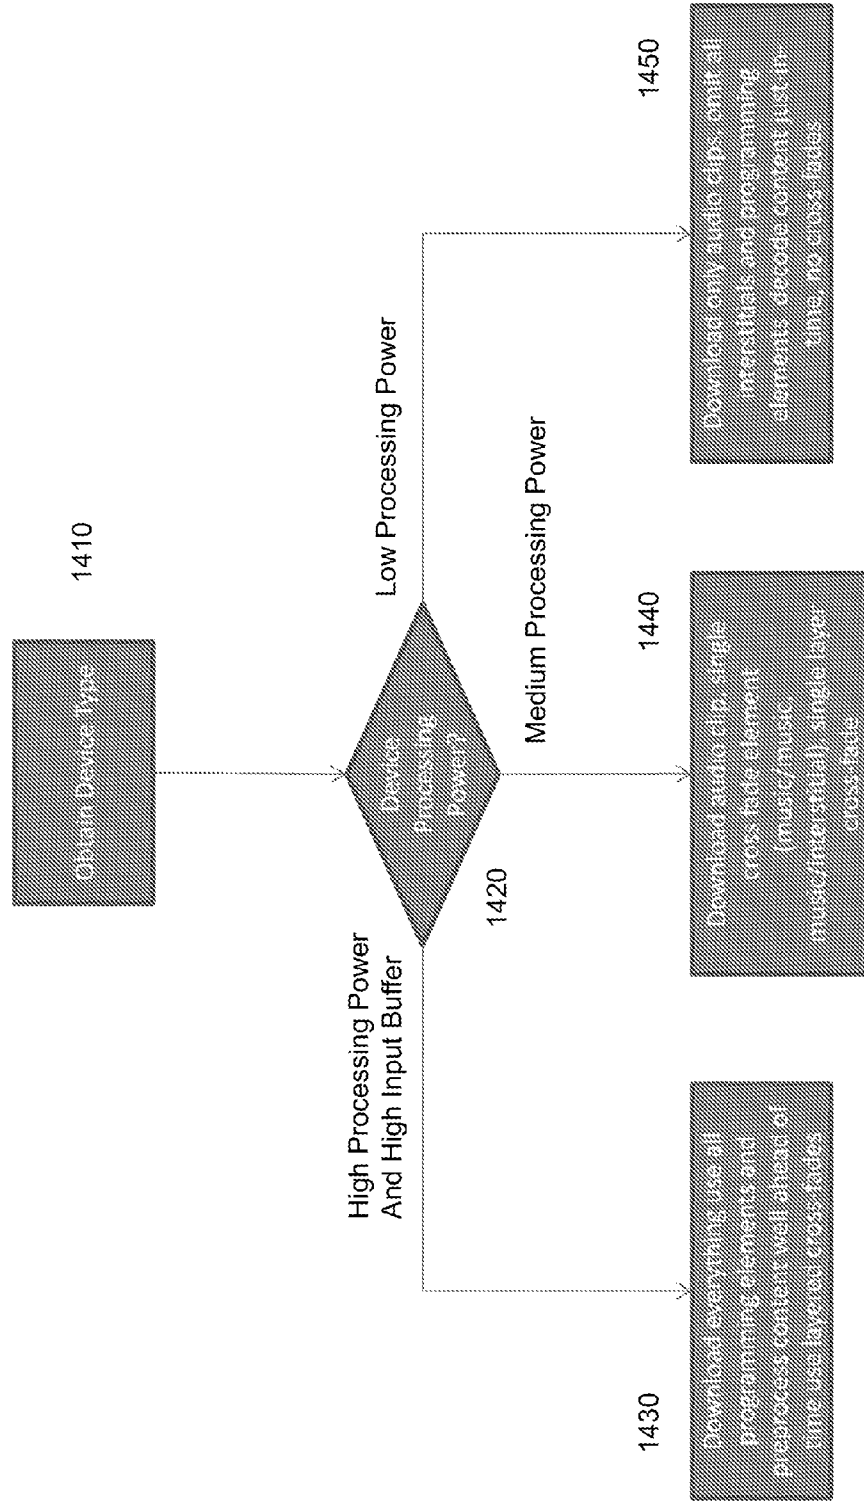 1410
Obtain Device Type
Device
Processing
Power?
1420
High Processing Power
And High Input Buffer
Medium Processing Power
Low Processing Power
1430
Download everything use all
programming elements and
preprocess content well ahead of
time use layered cross fades
1440
Download audio clip, single
cross fade element
(music/music,
music/interstitial), single layer
cross fade
1450
Download only audio clips, omit all
interstitials and programming
elements, decode content just-in-
time, no cross fades